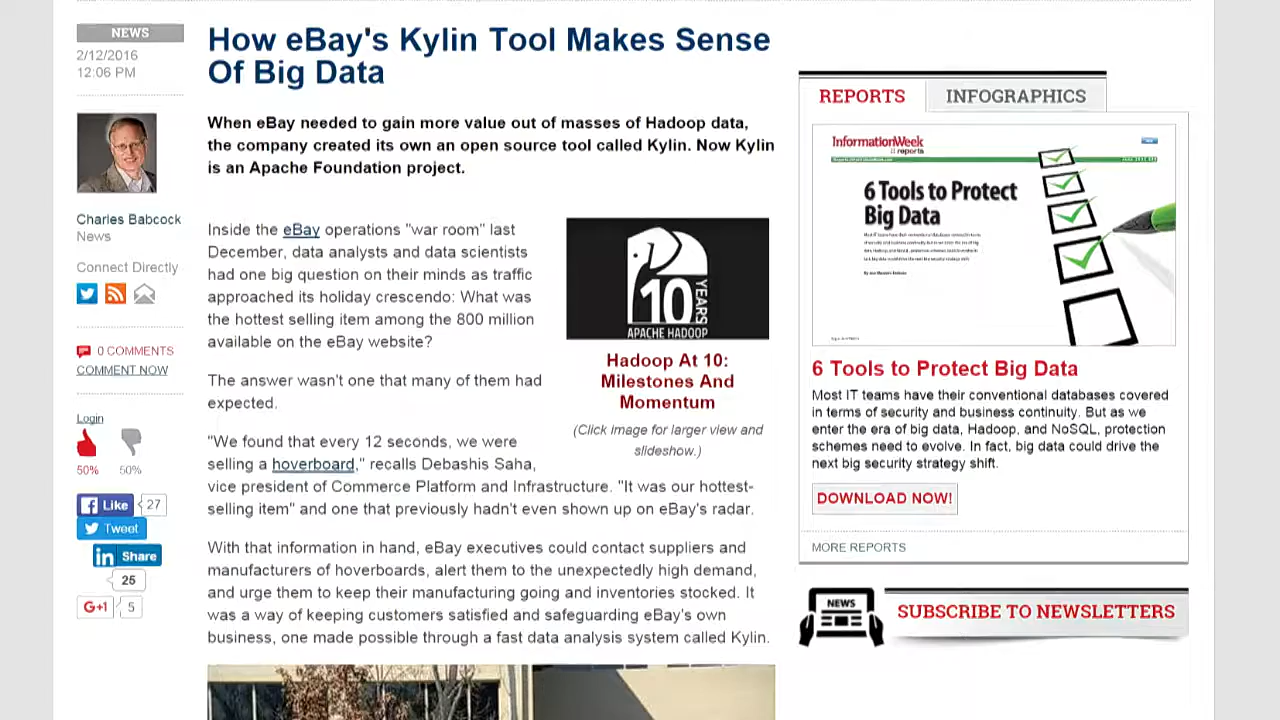 NEWS
2/12/2016
12:06 PM
Charles Babcock
News
Connect Directly
0 COMMENTS
COMMENT NOW
Login
50% 50%
Like 27
Tweet
in Share
25
G+1 5
How eBay's Kylin Tool Makes Sense
Of Big Data
When eBay needed to gain more value out of masses of Hadoop data,
the company created its own an open source tool called Kylin. Now Kylin
is an Apache Foundation project.
Inside the eBay operations "war room" last
December, data analysts and data scientists
had one big question on their minds as traffic
approached its holiday crescendo: What was
the hottest selling item among the 800 million
available on the eBay website?
The answer wasn't one that many of them had
expected.
"We found that every 12 seconds, we were
selling a hoverboard," recalls Debashis Saha,
vice president of Commerce Platform and Infrastructure. "It was our hottest-
selling item" and one that previously hadn't even shown up on eBay's radar.
With that information in hand, eBay executives could contact suppliers and
manufacturers of hoverboards, alert them to the unexpectedly high demand,
and urge them to keep their manufacturing going and inventories stocked. It
was a way of keeping customers satisfied and safeguarding eBay's own
business, one made possible through a fast data analysis system called Kylin.
10 YEARS
APACHE HADOOP
Hadoop At 10:
Milestones And
Momentum
(Click image for larger view and
slideshow.)
REPORTS INFOGRAPHICS
InformationWeek
reports
6 Tools to Protect
Big Data
6 Tools to Protect Big Data
Most IT teams have their conventional databases covered
in terms of security and business continuity. But as we
enter the era of big data, Hadoop, and NoSQL, protection
schemes need to evolve. In fact, big data could drive the
next big security strategy shift.
DOWNLOAD NOW!
MORE REPORTS
NEWS
SUBSCRIBE TO NEWSLETTERS